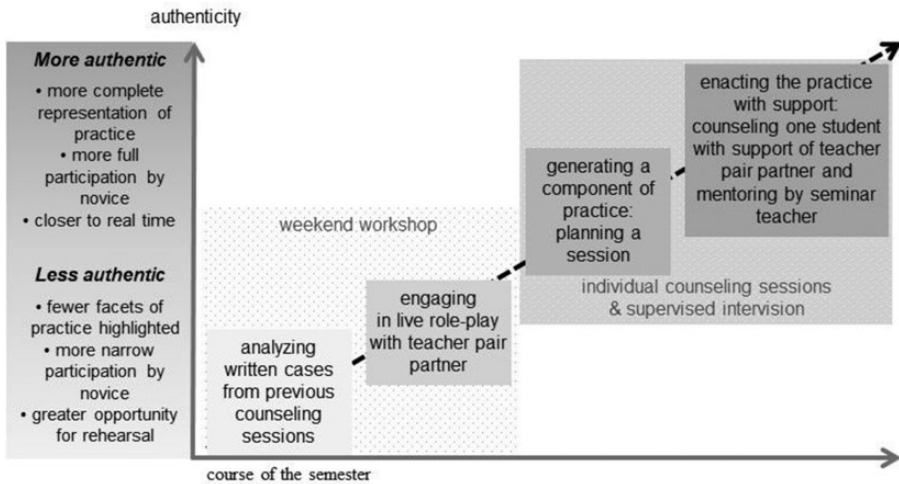 authenticity
More authentic
• more complete
representation of
practice
• more full
participation by
novice
• closer to real time
Less authentic
• fewer facets of
practice highlighted
• more narrow
participation by
novice
• greater opportunity
for rehearsal
weekend workshop
analyzing
written cases
from previous
counseling
sessions
engaging
in live role-play
with teacher pair
partner
generating a
component of
practice:
planning a
session
enacting the practice
with support:
counseling one student
with support of teacher
pair partner and
mentoring by seminar
teacher
individual counseling sessions
& supervised intervision
course of the semester